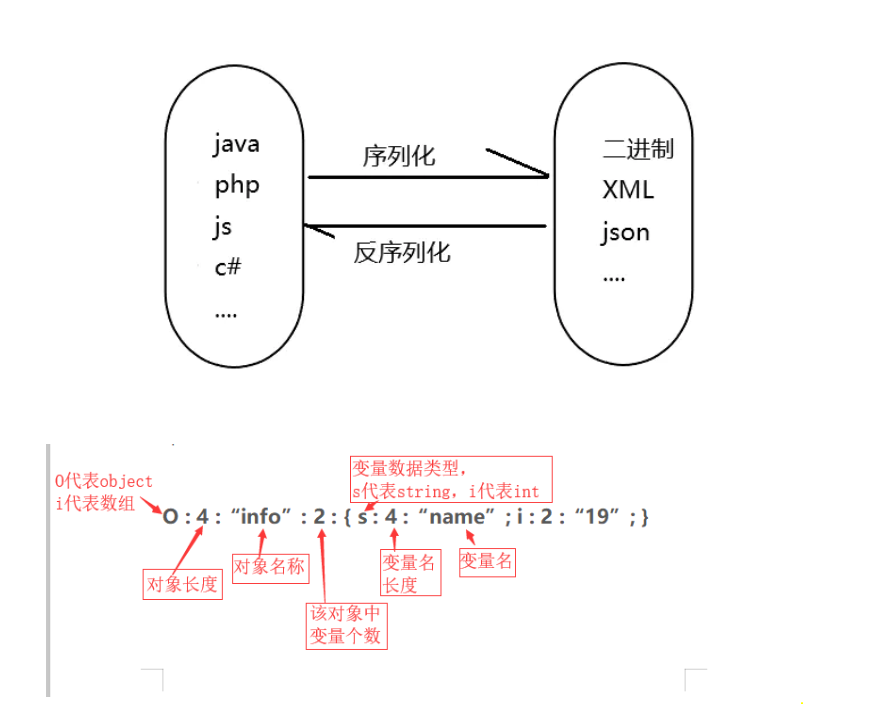 java
php
js
c#
....
序列化
反序列化
二进制
XML
json
....
O代表object
i代表数组
变量数据类型，
s代表string，i代表int
O : 4 : “info” : 2 : { s : 4 : “name” ; i : 2 : “19” ; }
对象长度
对象名称
该对象中
变量个数
变量名
长度
变量名